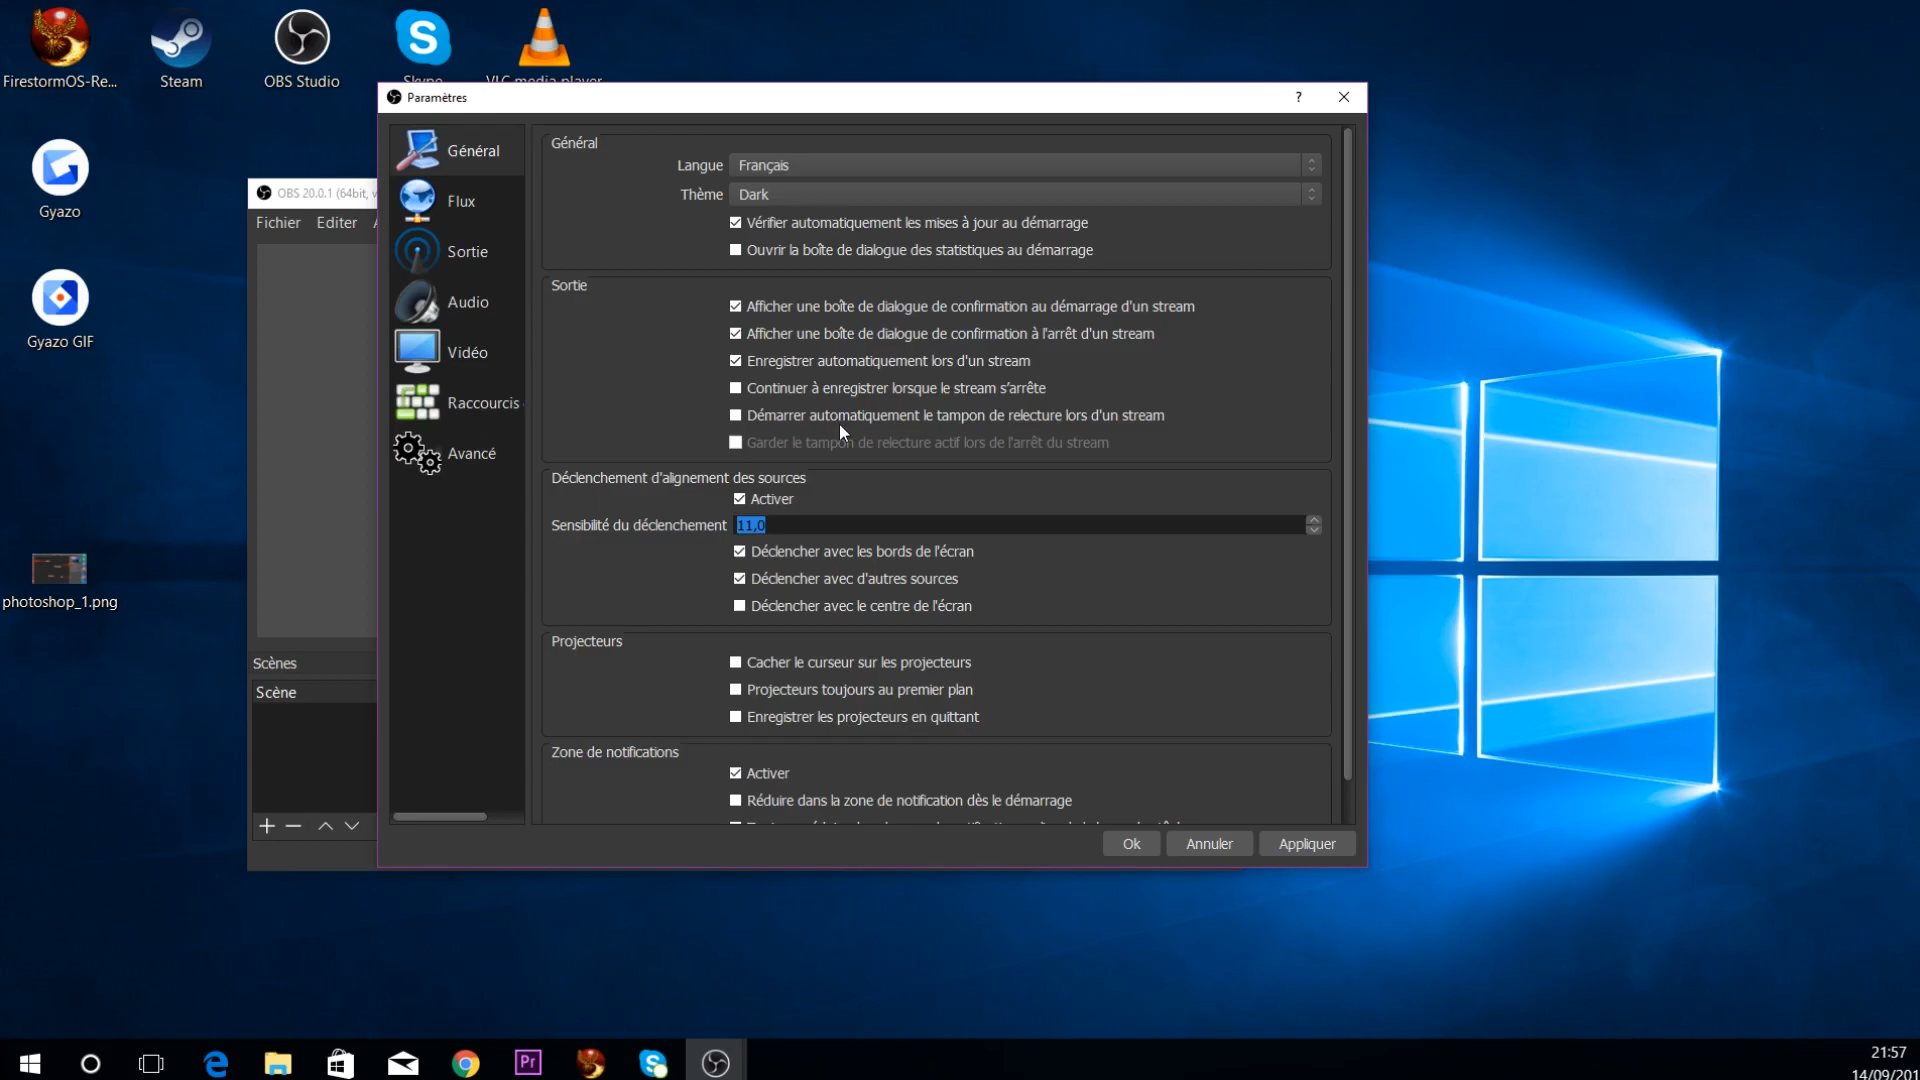 FirestormOS-Re...
Steam
OBS Studio
Skype
VLC media player
Gyazo
Gyazo GIF
photoshop_1.png
OBS 20.0.1 (64bit,
Fichier Editer
Scènes
Scène
Paramètres
?
Général
Flux
Sortie
Audio
Vidéo
Raccourcis
Avancé
Général
Langue Français
Thème Dark
Vérifier automatiquement les mises à jour au démarrage
Ouvrir la boîte de dialogue des statistiques au démarrage
Sortie
Afficher une boîte de dialogue de confirmation au démarrage d'un stream
Afficher une boîte de dialogue de confirmation à l'arrêt d'un stream
Enregistrer automatiquement lors d'un stream
Continuer à enregistrer lorsque le stream s'arrête
Démarrer automatiquement le tampon de relecture lors d'un stream
Garder le tampon de relecture actif lors de l'arrêt du stream
Déclenchement d'alignement des sources
Activer
Sensibilité du déclenchement 11,0
Déclencher avec les bords de l'écran
Déclencher avec d'autres sources
Déclencher avec le centre de l'écran
Projecteurs
Cacher le curseur sur les projecteurs
Projecteurs toujours au premier plan
Enregistrer les projecteurs en quittant
Zone de notifications
Activer
Réduire dans la zone de notification dès le démarrage
Ok Annuler Appliquer
Pr
21:57
14/09/201